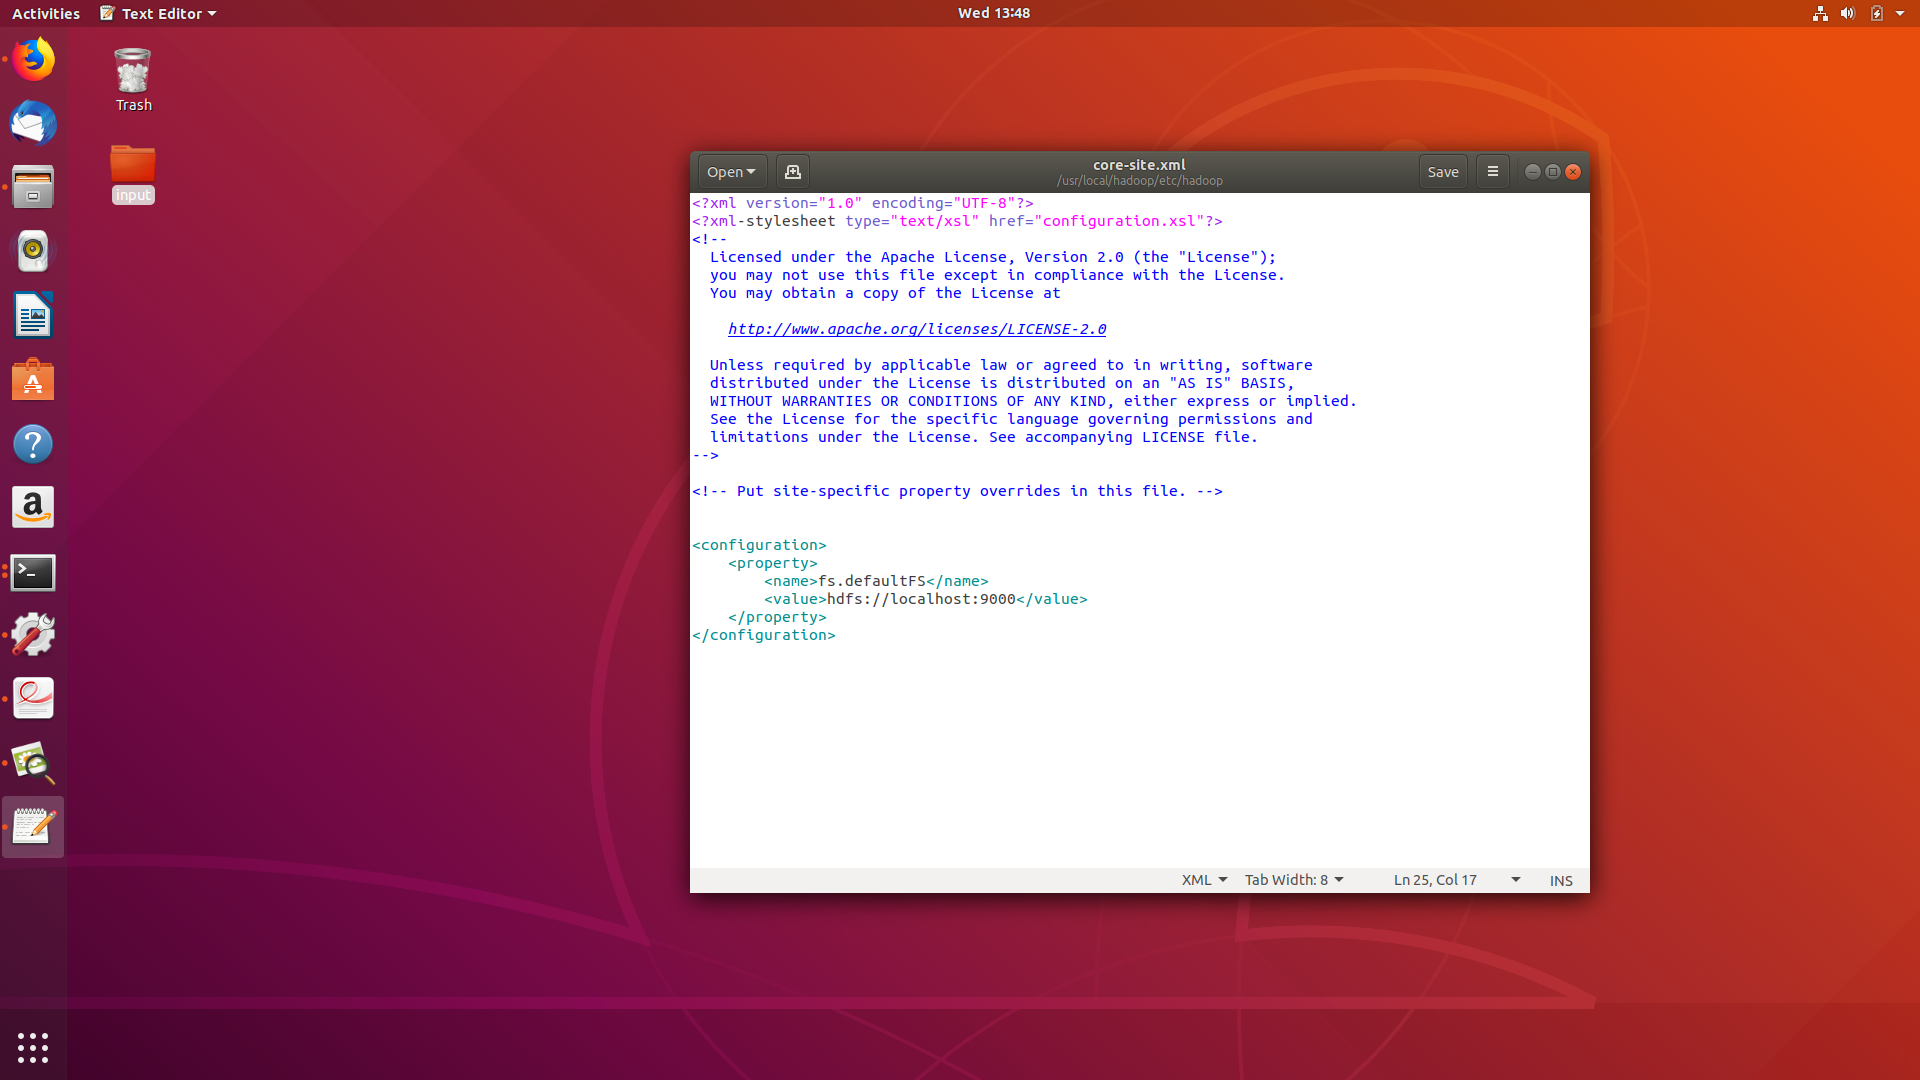 Activities Text Editor Wed 13:48
Trash
input
Open core-site.xml Save
/usr/local/hadoop/etc/hadoop
<?xml version="1.0" encoding="UTF-8"?>
<?xml-stylesheet type="text/xsl" href="configuration.xsl"?>
<!--
  Licensed under the Apache License, Version 2.0 (the "License");
  you may not use this file except in compliance with the License.
  You may obtain a copy of the License at

    http://www.apache.org/licenses/LICENSE-2.0

  Unless required by applicable law or agreed to in writing, software
  distributed under the License is distributed on an "AS IS" BASIS,
  WITHOUT WARRANTIES OR CONDITIONS OF ANY KIND, either express or implied.
  See the License for the specific language governing permissions and
  limitations under the License. See accompanying LICENSE file.
-->

<!-- Put site-specific property overrides in this file. -->

<configuration>
    <property>
        <name>fs.defaultFS</name>
        <value>hdfs://localhost:9000</value>
    </property>
</configuration>
XML Tab Width: 8 Ln 25, Col 17 INS